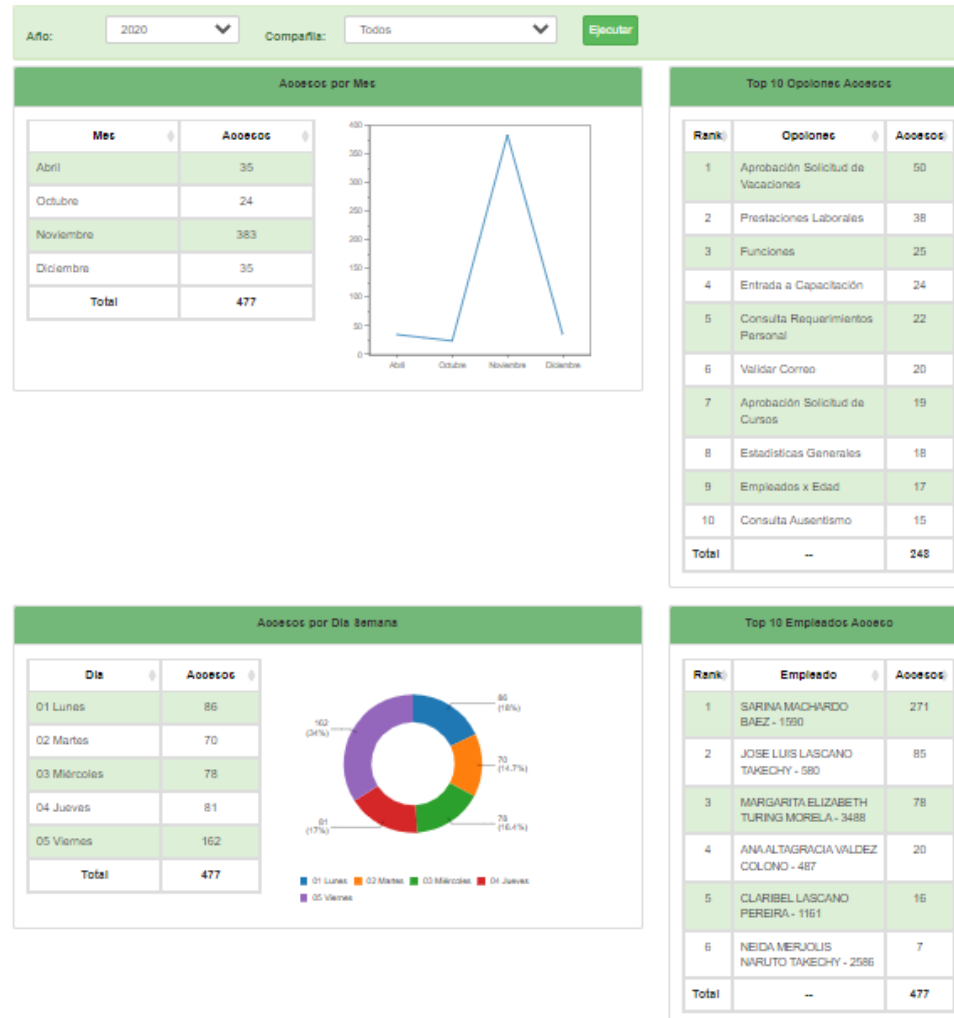 Año: 2020 Compañia: Todos Ejecutar
Accesos por Mes
Mes Accesos
Abril 35
Octubre 24
Noviembre 383
Diciembre 35
Total 477
400
350
300
250
200
150
100
50
0
Abril Octubre Noviembre Diciembre
Top 10 Opciones Accesos
Rank Opciones Accesos
1 Aprobación Solicitud de 50
Vacaciones
2 Prestaciones Laborales 38
3 Funciones 25
4 Entrada a Capacitación 24
5 Consulta Requerimientos 22
Personal
6 Validar Correo 20
7 Aprobación Solicitud de 19
Cursos
8 Estadísticas Generales 18
9 Empleados x Edad 17
10 Consulta Ausentismo 15
Total -- 248
Accesos por Día Semana
Día Accesos
01 Lunes 86
02 Martes 70
03 Miércoles 78
04 Jueves 81
05 Viernes 162
Total 477
86
(18%)
162
(34%)
70
(14.7%)
81
(17%)
78
(16.4%)
01 Lunes 02 Martes 03 Miércoles 04 Jueves
05 Viernes
Top 10 Empleados Acceso
Rank Empleado Accesos
1 SARINA MACHARDO 271
BAEZ - 1590
2 JOSE LUIS LASCANO 85
TAKECHY - 580
3 MARGARITA ELIZABETH 78
TURING MORELA - 3488
4 ANA ALTAGRACIA VALDEZ 20
COLONO - 487
5 CLARIBEL LASCANO 16
PEREIRA - 1161
6 NEIDA MERJOLIS 7
NARUTO TAKECHY - 2586
Total -- 477